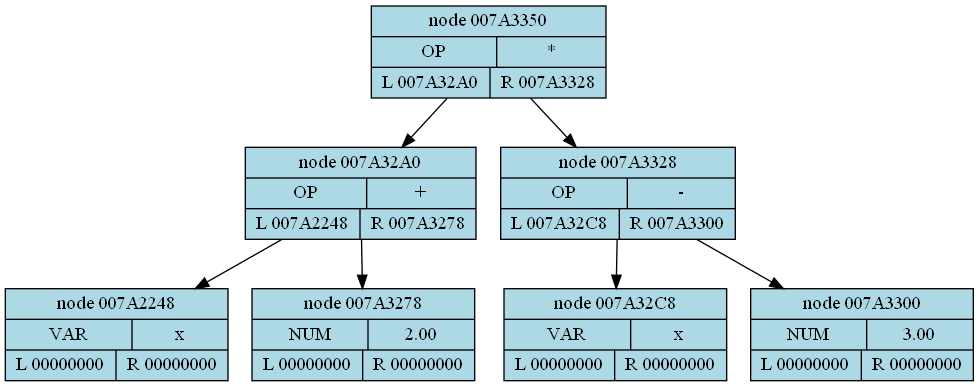 node 007A3350
OP *
L 007A32A0 R 007A3328
node 007A32A0 node 007A3328
OP + OP -
L 007A2248 R 007A3278 L 007A32C8 R 007A3300
node 007A2248 node 007A3278 node 007A32C8 node 007A3300
VAR x NUM 2.00 VAR x NUM 3.00
L 00000000 R 00000000 L 00000000 R 00000000 L 00000000 R 00000000 L 00000000 R 00000000